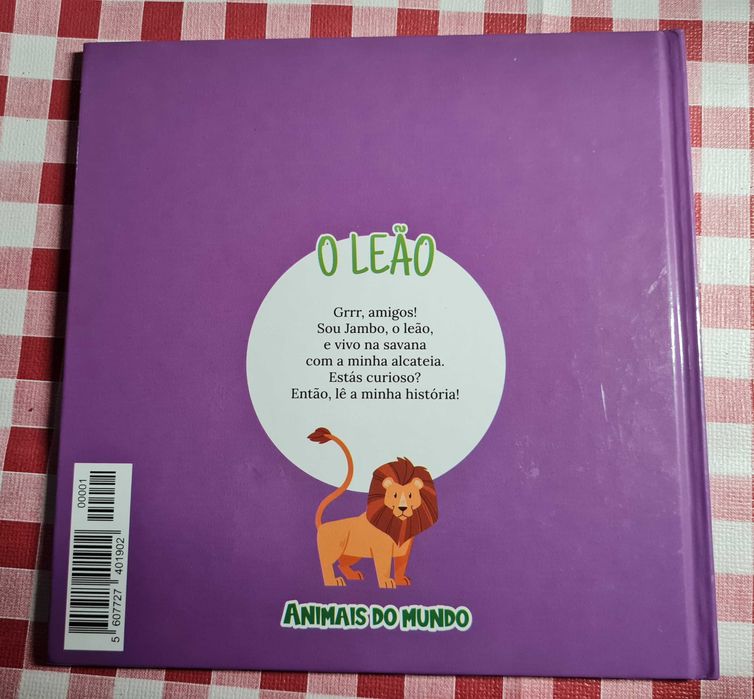 O LEÃO
Grrr, amigos!
Sou Jambo, o leão,
e vivo na savana
com a minha alcateia.
Estás curioso?
Então, lê a minha história!
ANIMAIS DO MUNDO
00001
5 607727 401902